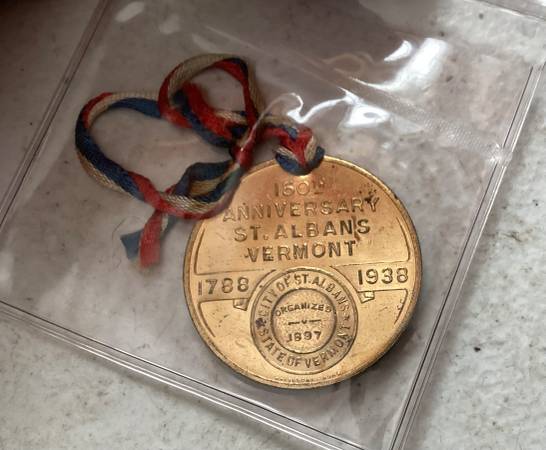 150TH
ANNIVERSARY
ST. ALBANS
VERMONT
1788 1938
CITY OF ST. ALBANS
ORGANIZED
1897
STATE OF VERMONT